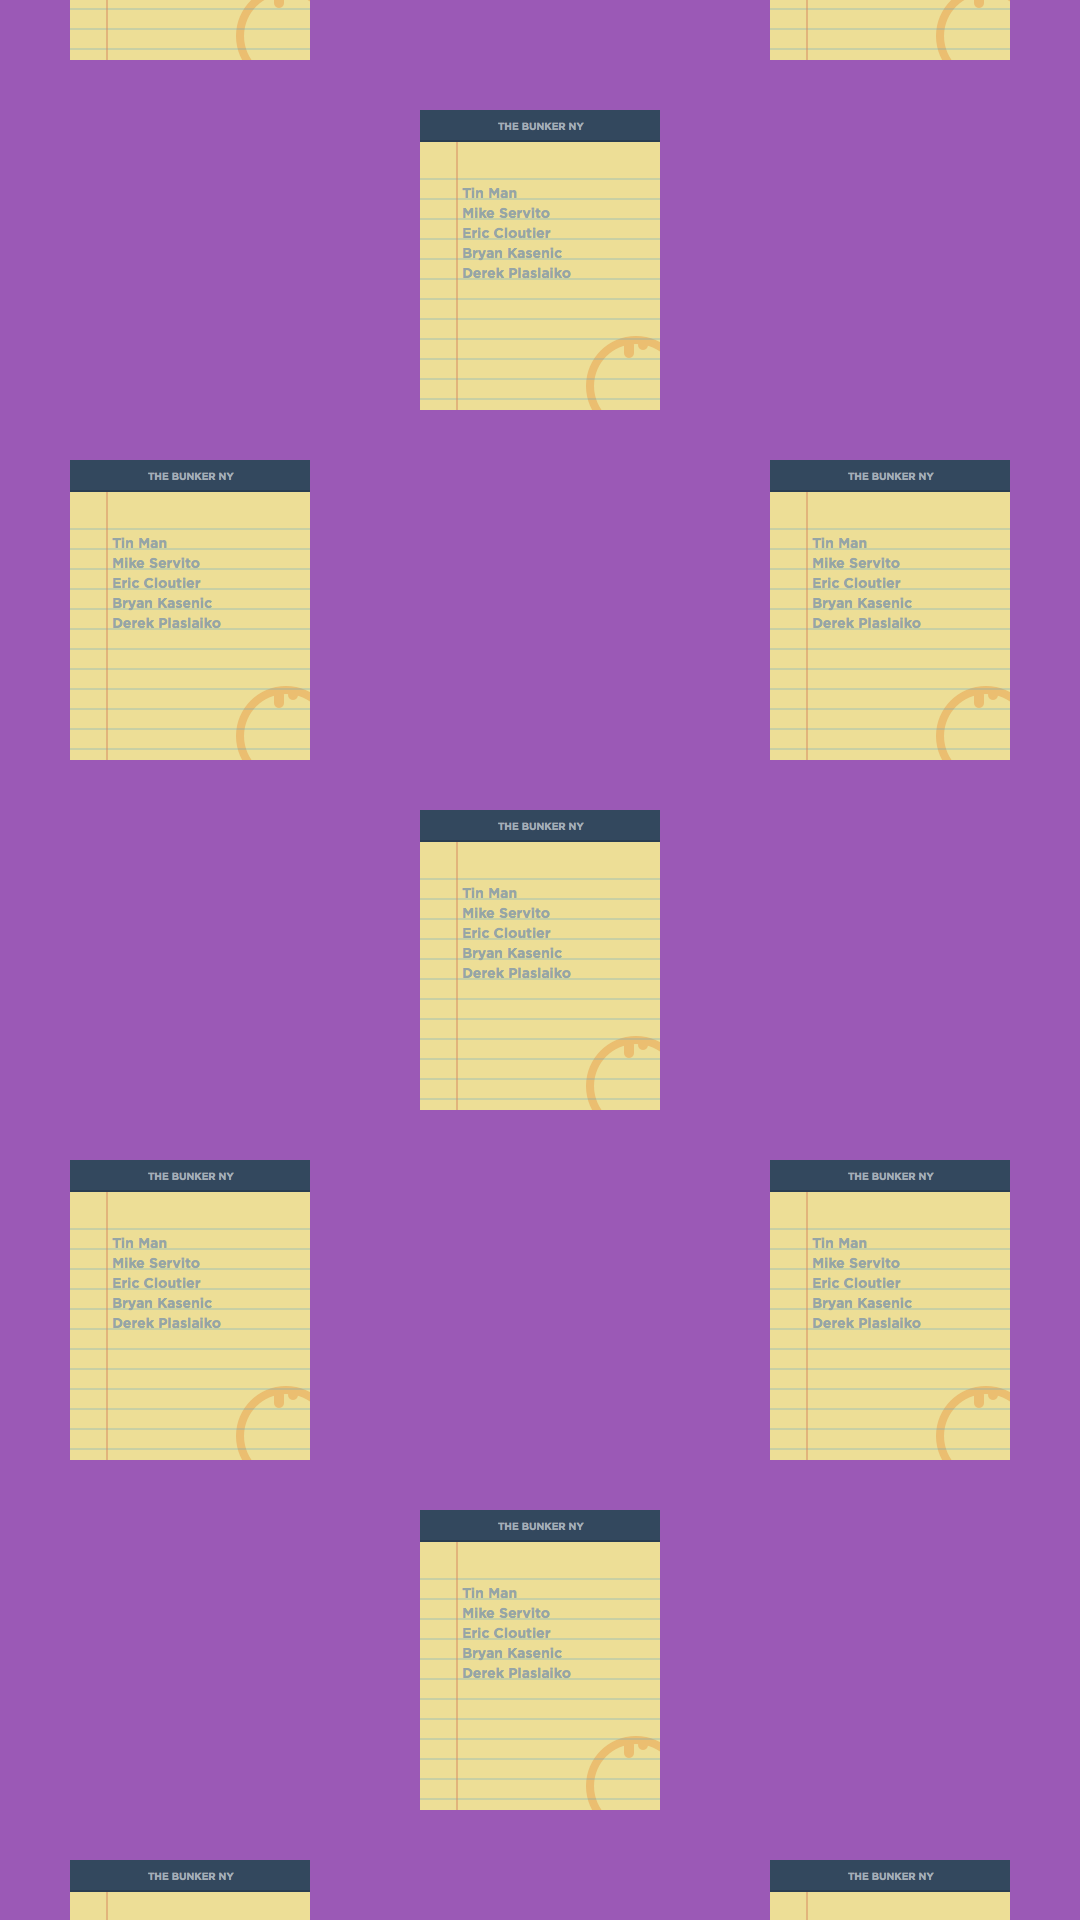 THE BUNKER NY
Tin Man
Mike Servito
Eric Cloutier
Bryan Kasenic
Derek Plaslaiko
THE BUNKER NY
Tin Man
Mike Servito
Eric Cloutier
Bryan Kasenic
Derek Plaslaiko
THE BUNKER NY
Tin Man
Mike Servito
Eric Cloutier
Bryan Kasenic
Derek Plaslaiko
THE BUNKER NY
Tin Man
Mike Servito
Eric Cloutier
Bryan Kasenic
Derek Plaslaiko
THE BUNKER NY
Tin Man
Mike Servito
Eric Cloutier
Bryan Kasenic
Derek Plaslaiko
THE BUNKER NY
Tin Man
Mike Servito
Eric Cloutier
Bryan Kasenic
Derek Plaslaiko
THE BUNKER NY
Tin Man
Mike Servito
Eric Cloutier
Bryan Kasenic
Derek Plaslaiko
THE BUNKER NY
THE BUNKER NY